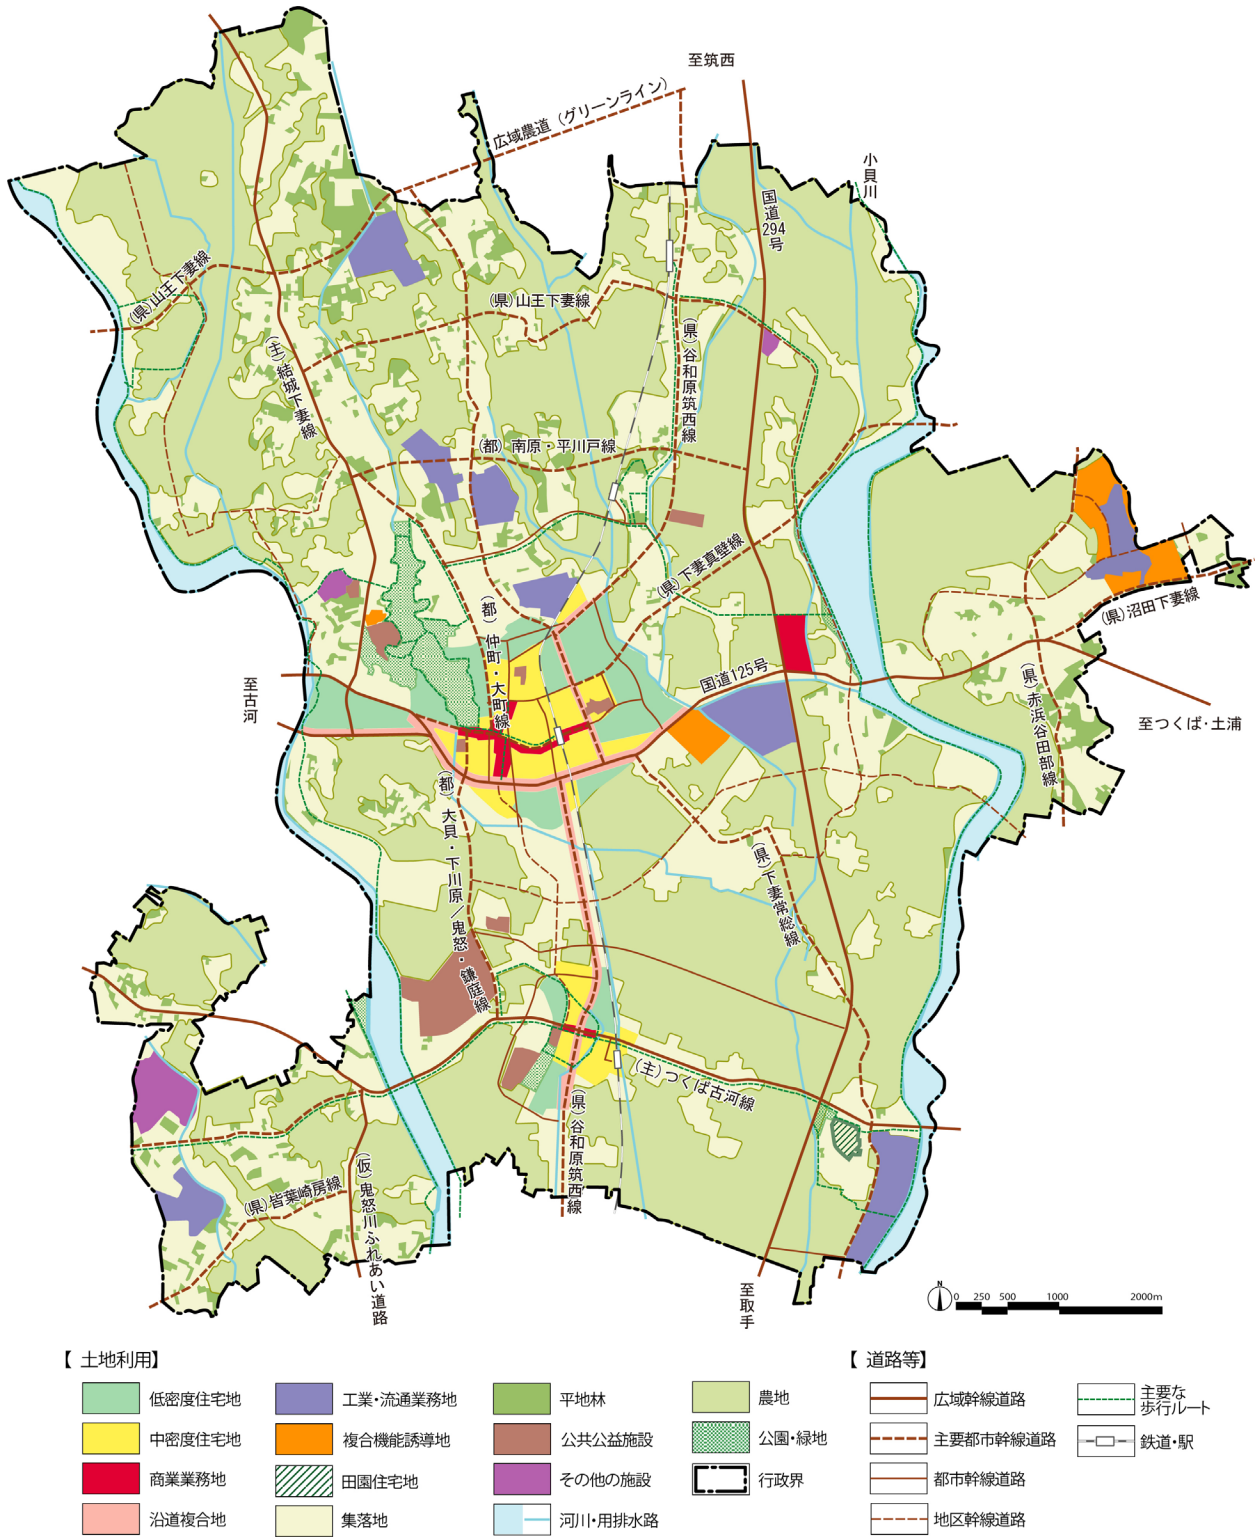 至筑西
広域農道（グリーンライン）
小貝川
国道294号
（県）山王下妻線
（県）山王下妻線
（主）結城下妻線
（県）谷和原筑西線
（都）南原・平川戸線
（県）下妻真壁線
（都）仲町・大町線
（県）沼田下妻線
国道125号
至古河
（県）赤浜谷田部線
至つくば・土浦
（都）大貝・下川原／鬼怒・鎌庭線
（県）下妻常総線
（主）つくば古河線
（県）谷和原筑西線
（仮）鬼怒川ふれあい道路
（県）皆葉崎房線
至取手
N
0 250 500 1000 2000m
【 土地利用】
低密度住宅地
中密度住宅地
商業業務地
沿道複合地
工業・流通業務地
複合機能誘導地
田園住宅地
集落地
平地林
公共公益施設
その他の施設
河川・用排水路
農地
公園・緑地
行政界
【 道路等】
広域幹線道路
主要都市幹線道路
都市幹線道路
地区幹線道路
主要な
歩行ルート
鉄道・駅